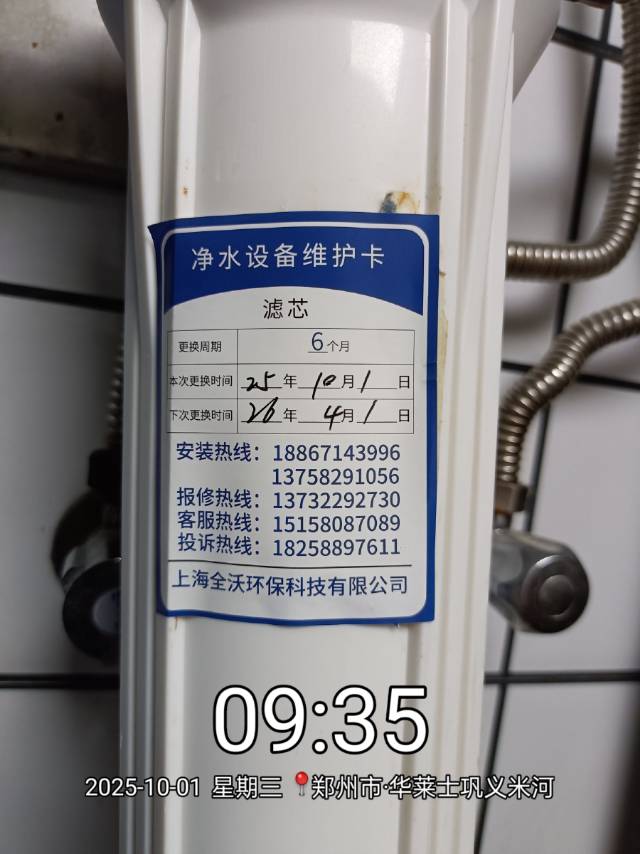 净水设备维护卡
滤芯
更换周期 6个月
本次更换时间 25年10月1日
下次更换时间 26年4月1日
安装热线：18867143996
13758291056
报修热线：13732292730
客服热线：15158087089
投诉热线：18258897611
上海全沃环保科技有限公司
09:35
2025-10-01 星期三 📍郑州市·华莱士巩义米河